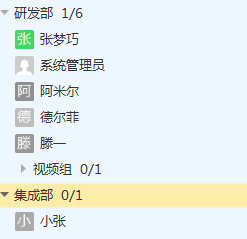 研发部 1/6
张 张梦巧
系统管理员
阿 阿米尔
德 德尔菲
滕 滕一
视频组 0/1
集成部 0/1
小 小张